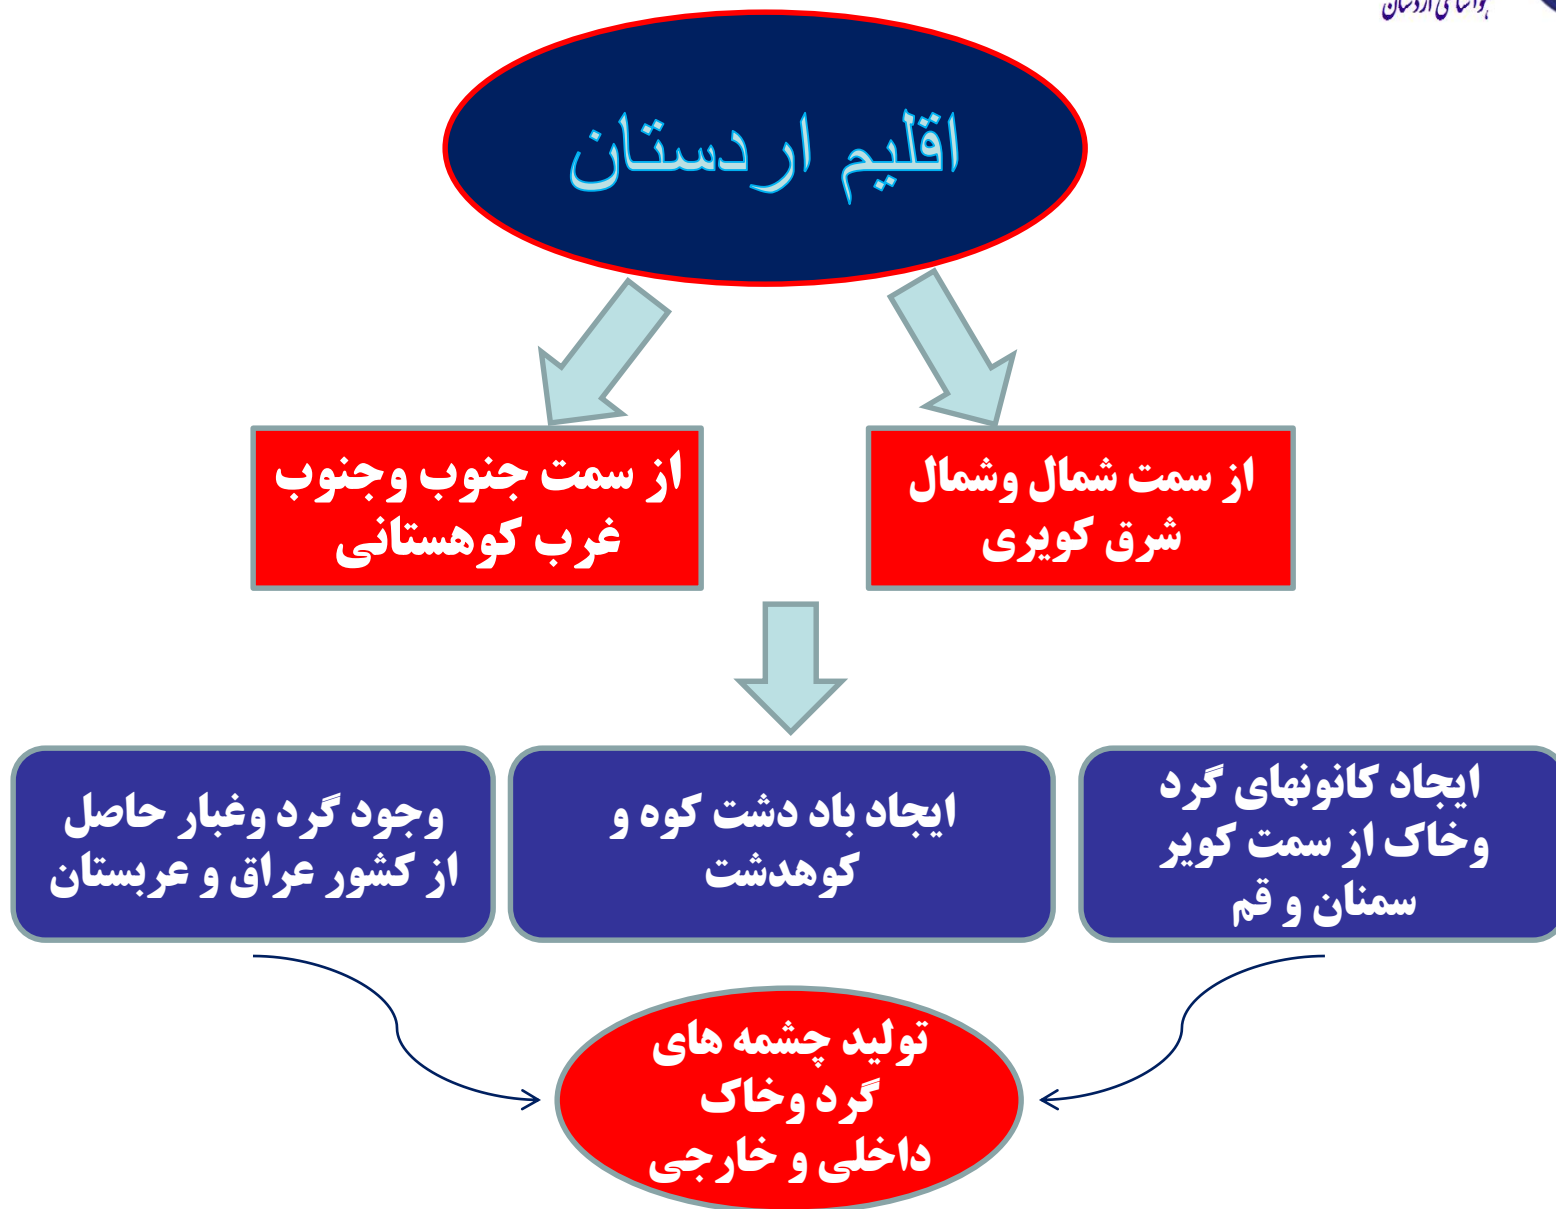 هواشناسی اردستان
اقلیم اردستان
از سمت شمال وشمال
شرق کویری
از سمت جنوب وجنوب
غرب کوهستانی
ایجاد کانونهای گرد
وخاک از سمت کویر
سمنان و قم
ایجاد باد دشت کوه و
کوهدشت
وجود گرد وغبار حاصل
از کشور عراق و عربستان
تولید چشمه های
گرد وخاک
داخلی و خارجی